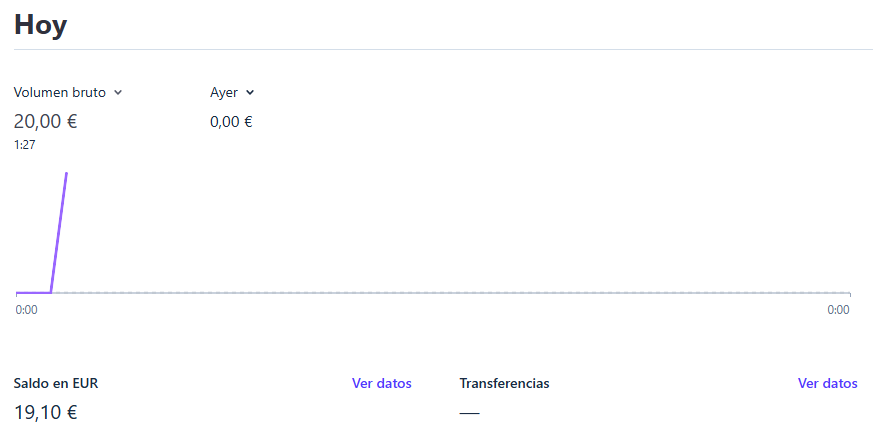 Hoy
Volumen bruto
Ayer
20,00 €
0,00 €
1:27
0:00
0:00
Saldo en EUR
Ver datos
Transferencias
Ver datos
19,10 €
—